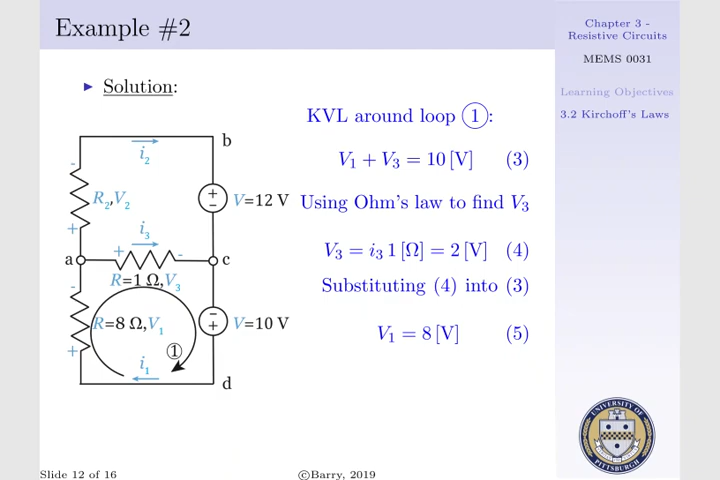 Example #2
Chapter 3 -
Resistive Circuits
MEMS 0031
Learning Objectives
3.2 Kirchoff's Laws
▶ Solution:
KVL around loop ①:
V₁ + V₃ = 10 [V] (3)
Using Ohm's law to find V₃
V₃ = i₃ 1 [Ω] = 2 [V] (4)
Substituting (4) into (3)
V₁ = 8 [V] (5)
b
i₂
-
R₂,V₂
+
+
-
V=12 V
i₃
+ -
a
c
R=1 Ω,V₃
-
R=8 Ω,V₁
+
-
+
V=10 V
①
i₁
d
UNIVERSITY OF
PITTSBURGH
Slide 12 of 16
©Barry, 2019